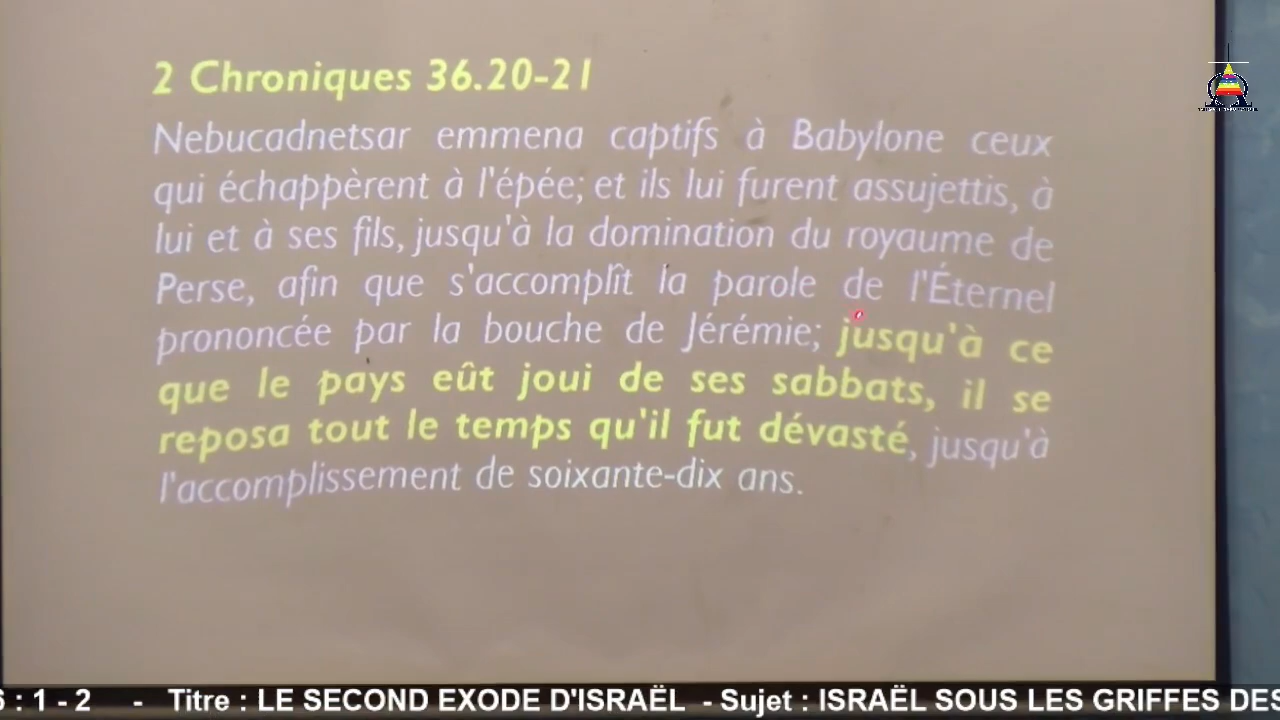 2 Chroniques 36.20-21
Nebucadnetsar emmena captifs à Babylone ceux
qui échappèrent à l'épée; et ils lui furent assujettis, à
lui et à ses fils, jusqu'à la domination du royaume de
Perse, afin que s'accomplît la parole de l'Éternel
prononcée par la bouche de Jérémie; jusqu'à ce
que le pays eût joui de ses sabbats, il se
reposa tout le temps qu'il fut dévasté, jusqu'à
l'accomplissement de soixante-dix ans.
: 1 - 2 - Titre : LE SECOND EXODE D'ISRAËL - Sujet : ISRAËL SOUS LES GRIFFES DES